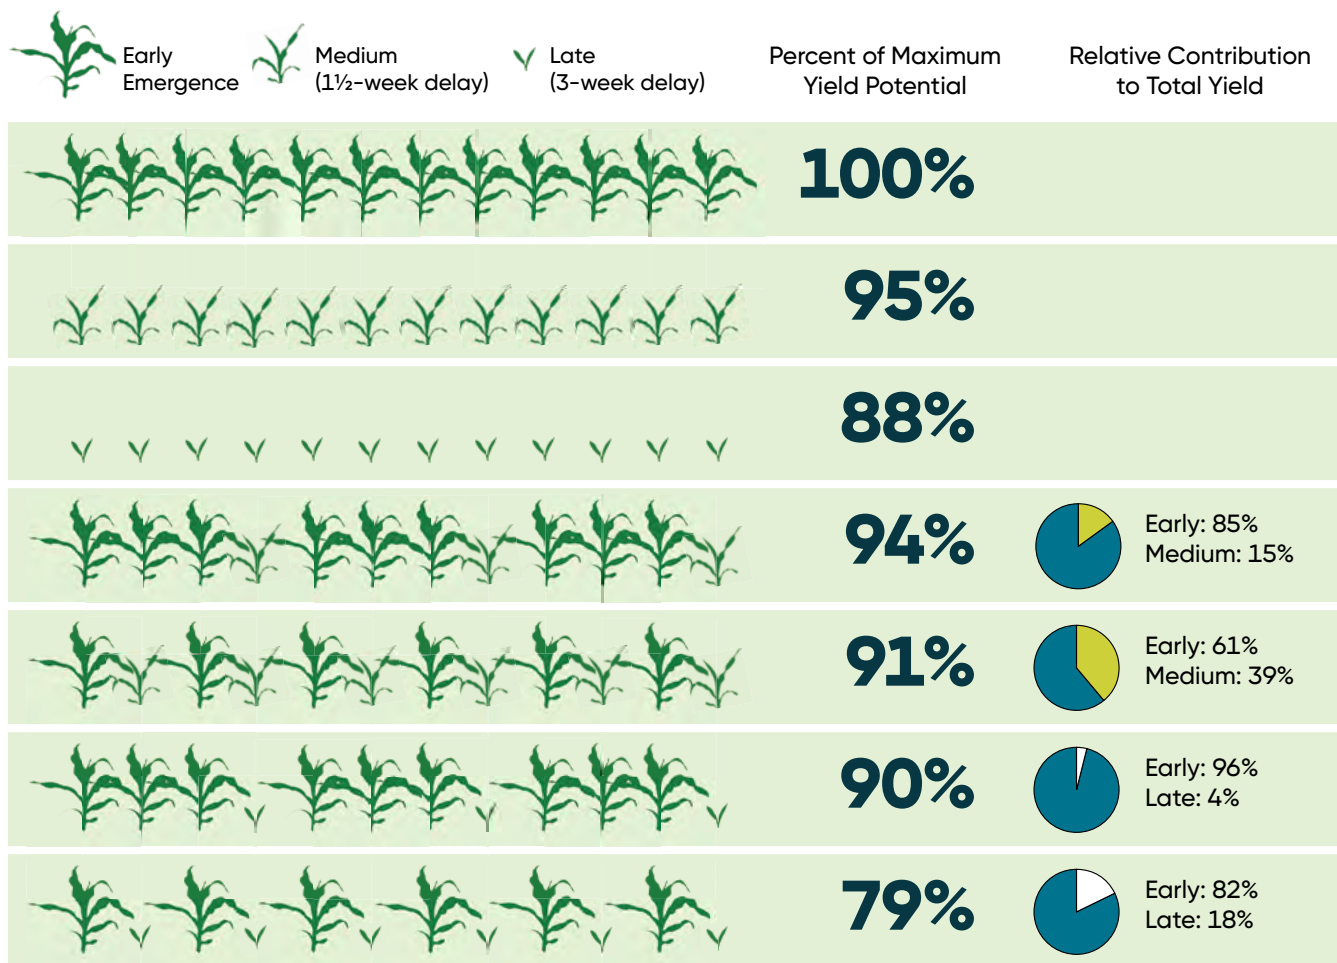 Early
Emergence
Medium
(1½-week delay)
Late
(3-week delay)
Percent of Maximum
Yield Potential
Relative Contribution
to Total Yield
100%
95%
88%
94%
Early: 85%
Medium: 15%
91%
Early: 61%
Medium: 39%
90%
Early: 96%
Late: 4%
79%
Early: 82%
Late: 18%